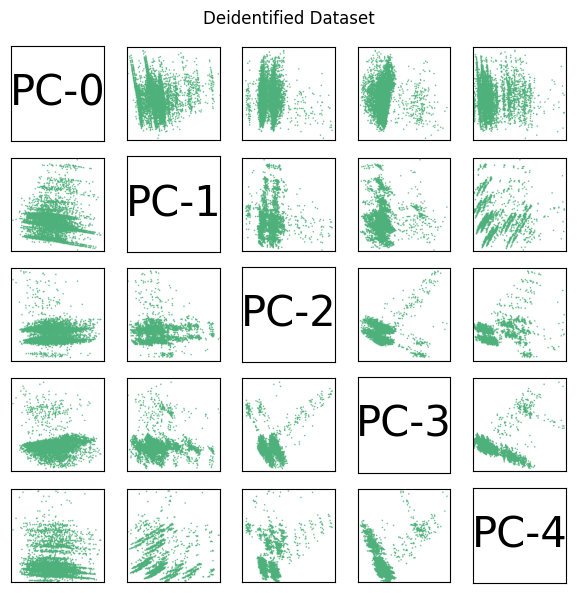 Deidentified Dataset
PC-0
PC-1
PC-2
PC-3
PC-4